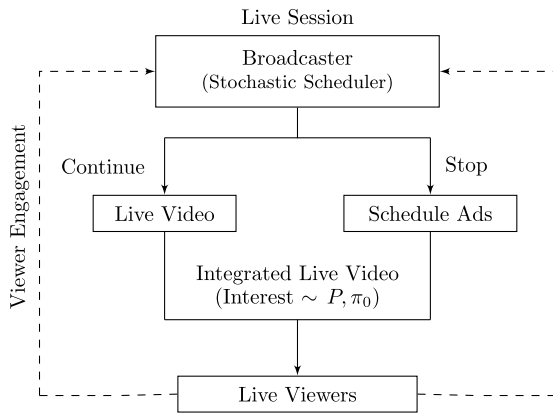 Live Session
Broadcaster
(Stochastic Scheduler)
Continue
Stop
Live Video
Schedule Ads
Viewer Engagement
Integrated Live Video
(Interest ∼ P, π₀)
Live Viewers